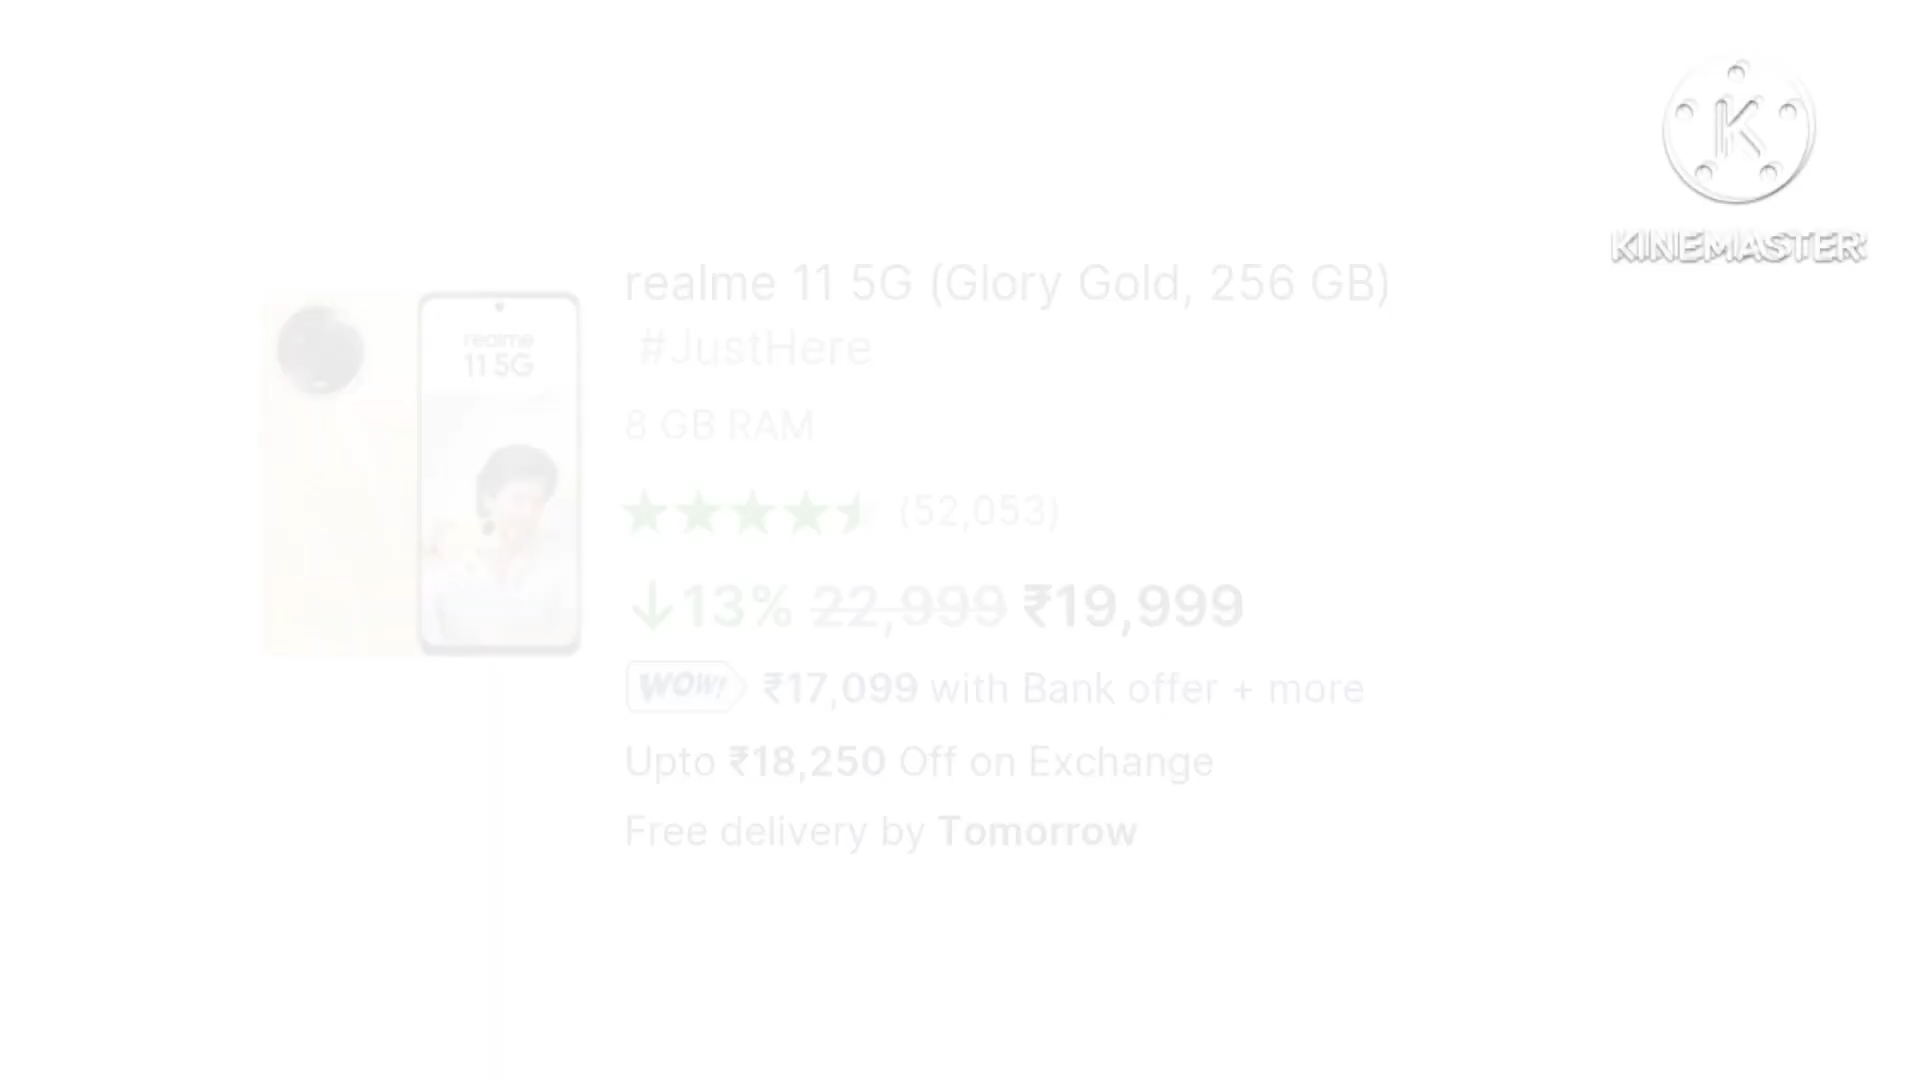 KINEMASTER
realme 11 5G (Glory Gold, 256 GB)
#JustHere
realme
11 5G
8 GB RAM
(52,053)
↓13% 22,999 ₹19,999
WOW! ₹17,099 with Bank offer + more
Upto ₹18,250 Off on Exchange
Free delivery by Tomorrow